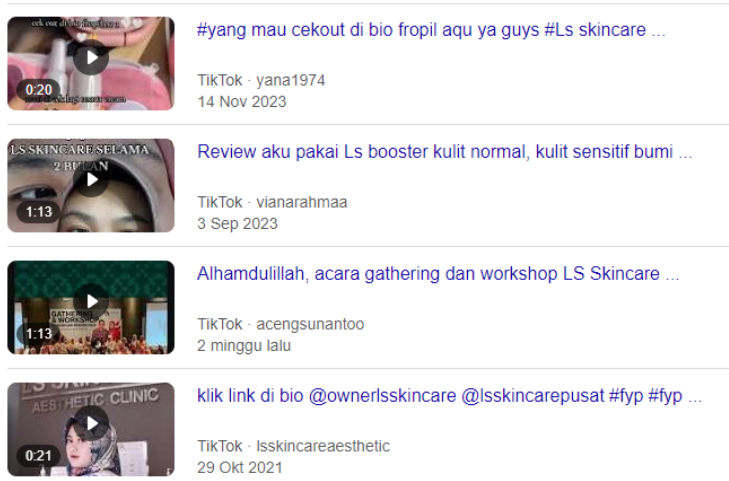 #yang mau cekout di bio fropil aqu ya guys #Ls skincare ...
0:20
TikTok · yana1974
14 Nov 2023
LS SKINCARE SELAMA
2 BULAN
Review aku pakai Ls booster kulit normal, kulit sensitif bumi ...
1:13
TikTok · vianarahmaa
3 Sep 2023
Alhamdulillah, acara gathering dan workshop LS Skincare ...
GATHERING
& WORKSHOP
1:13
TikTok · acengsunantoo
2 minggu lalu
klik link di bio @ownerlsskincare @lsskincarepusat #fyp #fyp ...
AESTHETIC CLINIC
0:21
TikTok · lsskincareaesthetic
29 Okt 2021